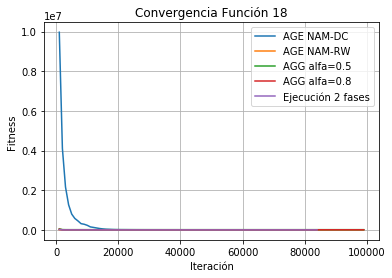 Convergencia Función 18
1e7
AGE NAM-DC
AGE NAM-RW
AGG alfa=0.5
AGG alfa=0.8
Ejecución 2 fases
Fitness
1.0
0.8
0.6
0.4
0.2
0.0
0 20000 40000 60000 80000 100000
Iteración